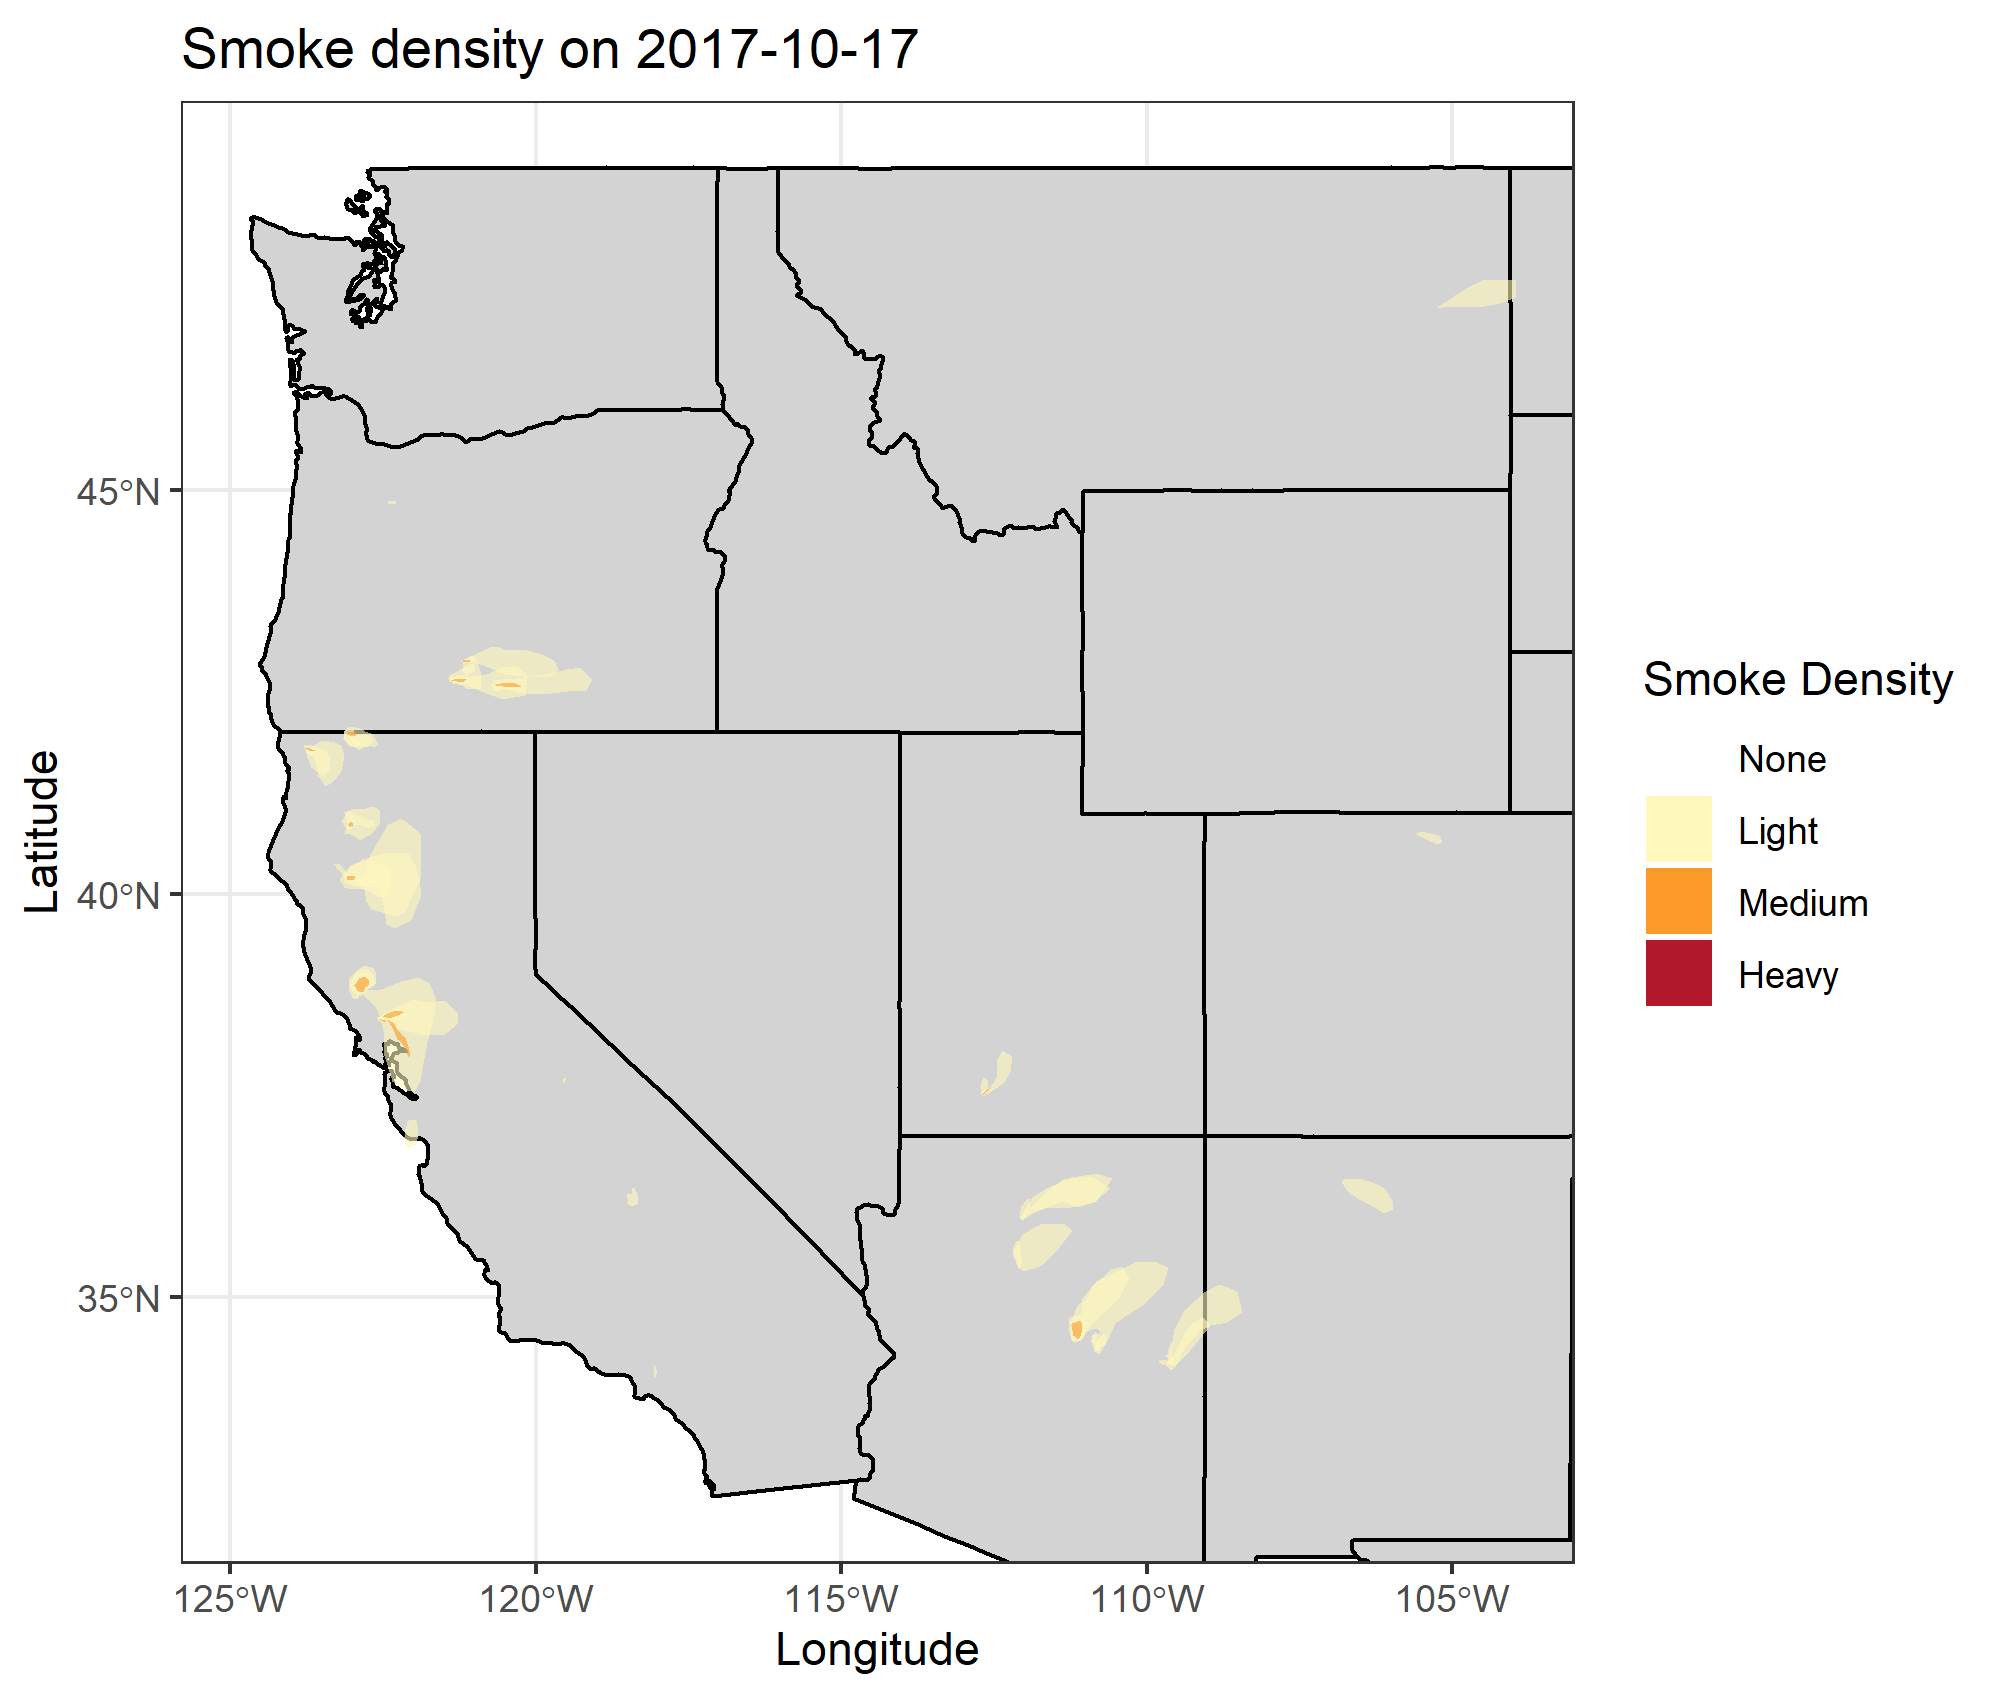 Smoke density on 2017-10-17
45°N
40°N
35°N
125°W
120°W
115°W
110°W
105°W
Longitude
Latitude
Smoke Density
None
Light
Medium
Heavy